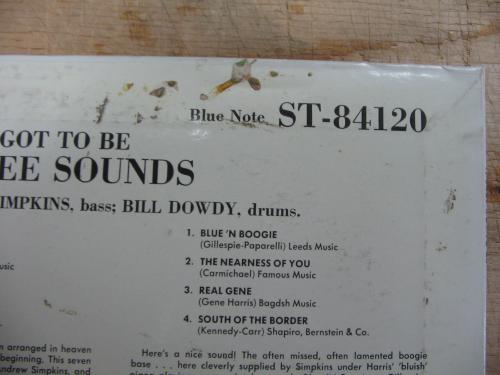 Blue Note ST-84120
GOT TO BE
EE SOUNDS
IMPKINS, bass; BILL DOWDY, drums.
1. BLUE 'N BOOGIE
(Gillespie-Paparelli) Leeds Music
2. THE NEARNESS OF YOU
(Carmichael) Famous Music
3. REAL GENE
(Gene Harris) Bagdsh Music
4. SOUTH OF THE BORDER
(Kennedy-Carr) Shapiro, Bernstein & Co.
usic
n arranged in heaven
beginning. This seven
ndrew Simpkins, and
Here's a nice sound! The often missed, often lamented boogie
base . . . here cleverly supplied by Simpkins under Harris' 'bluish'